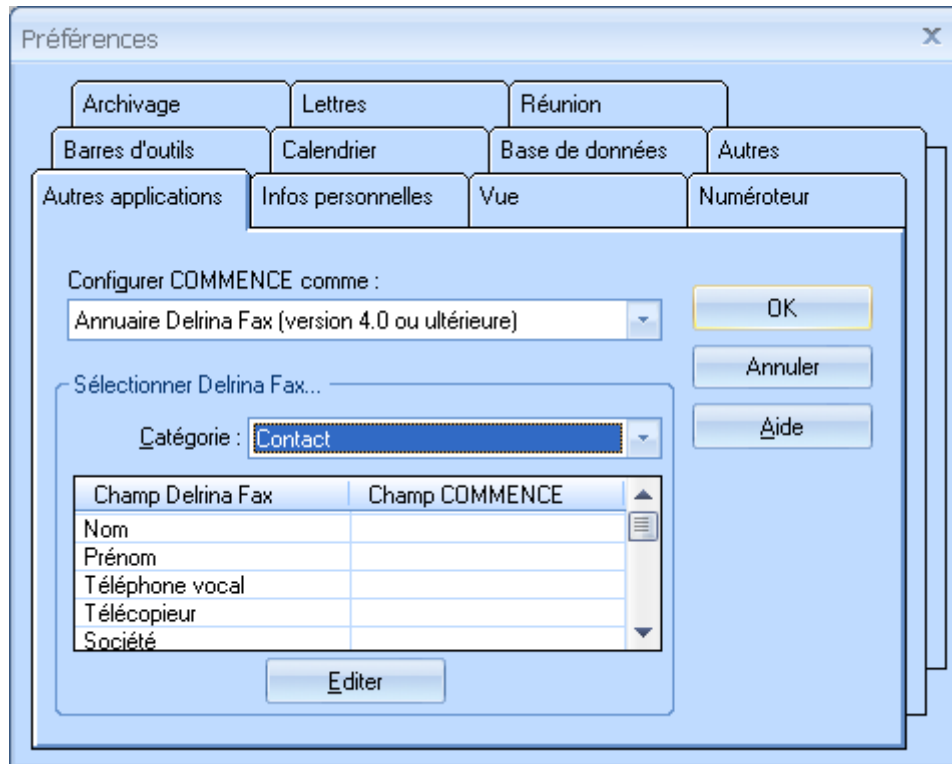 Préférences
Archivage
Lettres
Réunion
Barres d'outils
Calendrier
Base de données
Autres
Autres applications
Infos personnelles
Vue
Numéroteur
Configurer COMMENCE comme :
Annuaire Delrina Fax (version 4.0 ou ultérieure)
OK
Annuler
Aide
Sélectionner Delrina Fax...
Catégorie : Contact
Champ Delrina Fax Champ COMMENCE
Nom
Prénom
Téléphone vocal
Télécopieur
Société
Editer